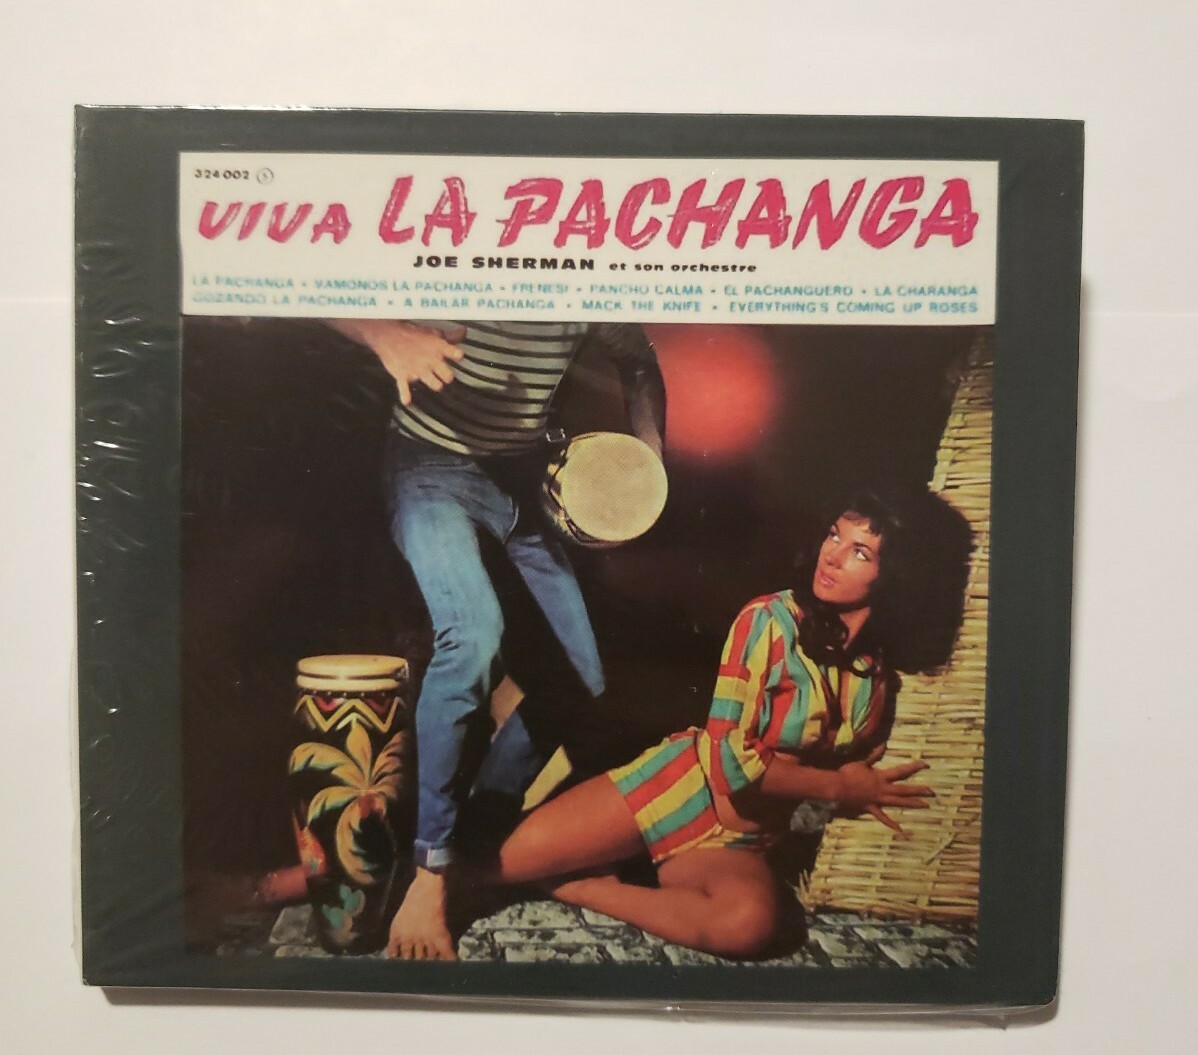 324 002 S
VIVA LA PACHANGA
JOE SHERMAN et son orchestre
LA PACHANGA • VAMONOS LA PACHANGA • FRENESI • PANCHO CALMA • EL PACHANGUERO • LA CHARANGA
GOZANDO LA PACHANGA • A BAILAR PACHANGA • MACK THE KNIFE • EVERYTHING'S COMING UP ROSES